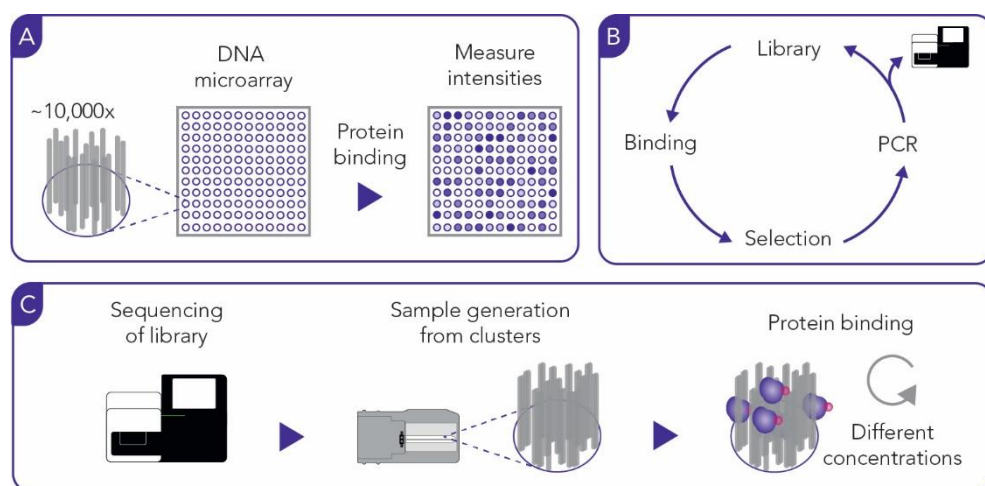 A
DNA
microarray
Measure
intensities
~10,000x
Protein
binding
B
Library
Binding
PCR
Selection
C
Sequencing
of library
Sample generation
from clusters
Protein binding
Different
concentrations